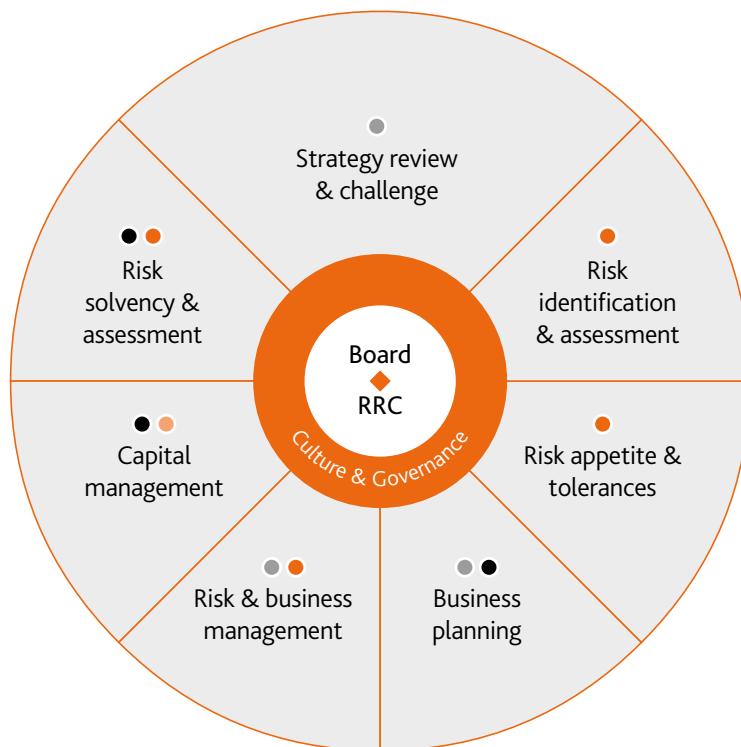 Strategy review
& challenge
Risk
identification
& assessment
Risk appetite &
tolerances
Business
planning
Risk & business
management
Capital
management
Risk
solvency &
assessment
Board
RRC
Culture & Governance